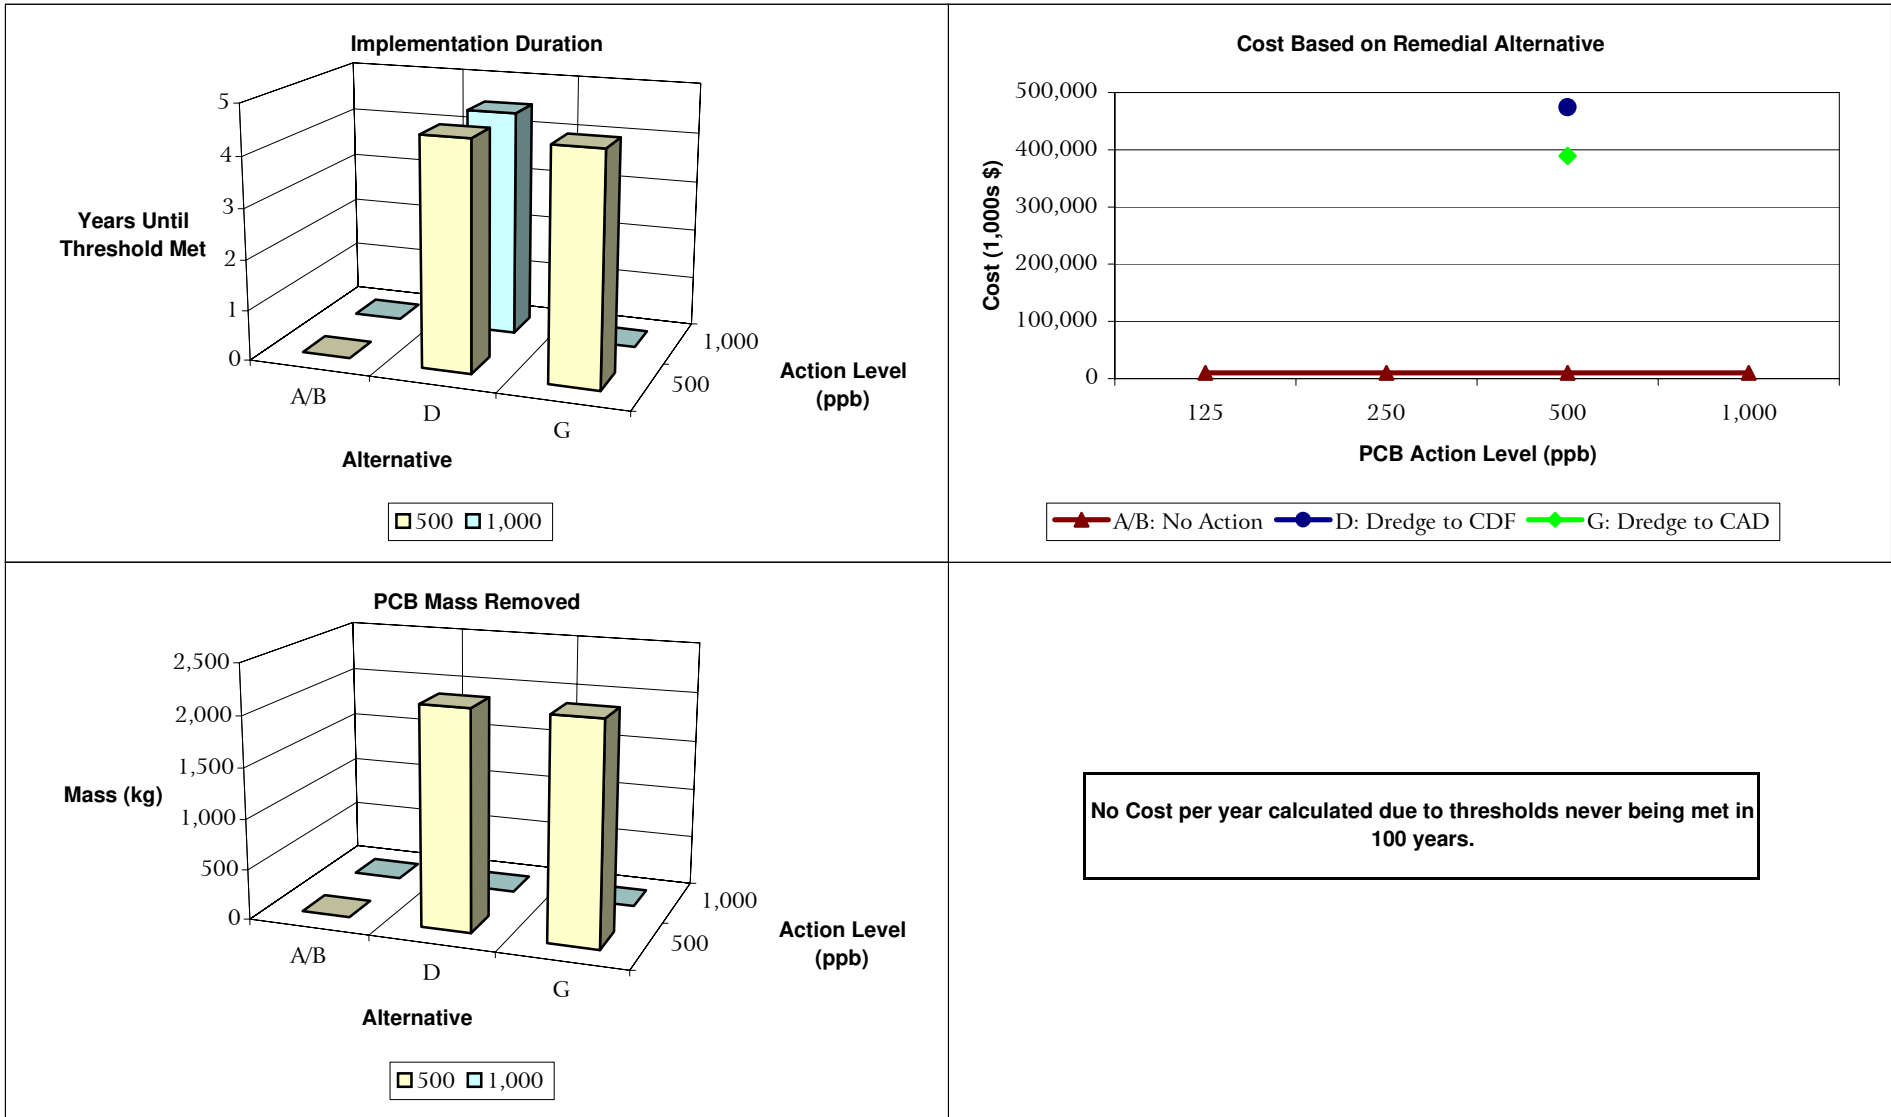 Implementation Duration
5
4
3
2
1
0
Years Until
Threshold Met
A/B
D
G
1,000
500
Action Level
(ppb)
Alternative
500 1,000
Cost Based on Remedial Alternative
500,000
400,000
300,000
200,000
100,000
0
Cost (1,000s $)
125 250 500 1,000
PCB Action Level (ppb)
A/B: No Action D: Dredge to CDF G: Dredge to CAD
PCB Mass Removed
2,500
2,000
1,500
1,000
500
0
Mass (kg)
A/B
D
G
1,000
500
Action Level
(ppb)
Alternative
500 1,000
No Cost per year calculated due to thresholds never being met in
100 years.